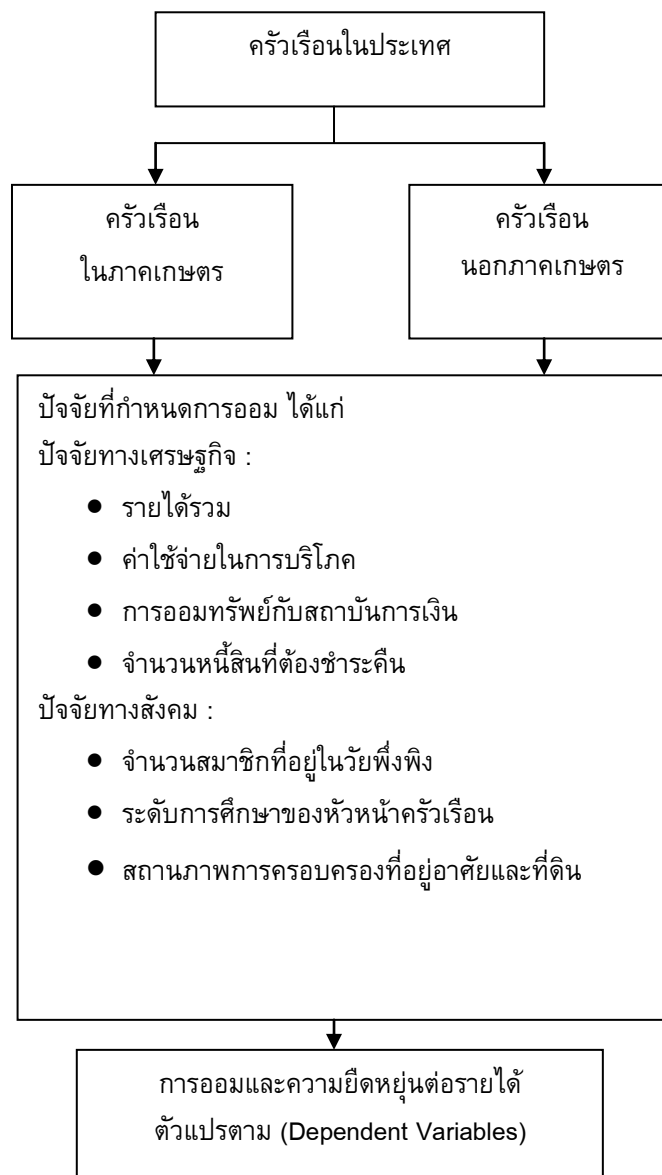 ครัวเรือนในประเทศ
ครัวเรือน
ในภาคเกษตร
ครัวเรือน
นอกภาคเกษตร
ปัจจัยที่กำหนดการออม ได้แก่
ปัจจัยทางเศรษฐกิจ :
● รายได้รวม
● ค่าใช้จ่ายในการบริโภค
● การออมทรัพย์กับสถาบันการเงิน
● จำนวนหนี้สินที่ต้องชำระคืน
ปัจจัยทางสังคม :
● จำนวนสมาชิกที่อยู่ในวัยพึ่งพิง
● ระดับการศึกษาของหัวหน้าครัวเรือน
● สถานภาพการครอบครองที่อยู่อาศัยและที่ดิน
การออมและความยืดหยุ่นต่อรายได้
ตัวแปรตาม (Dependent Variables)